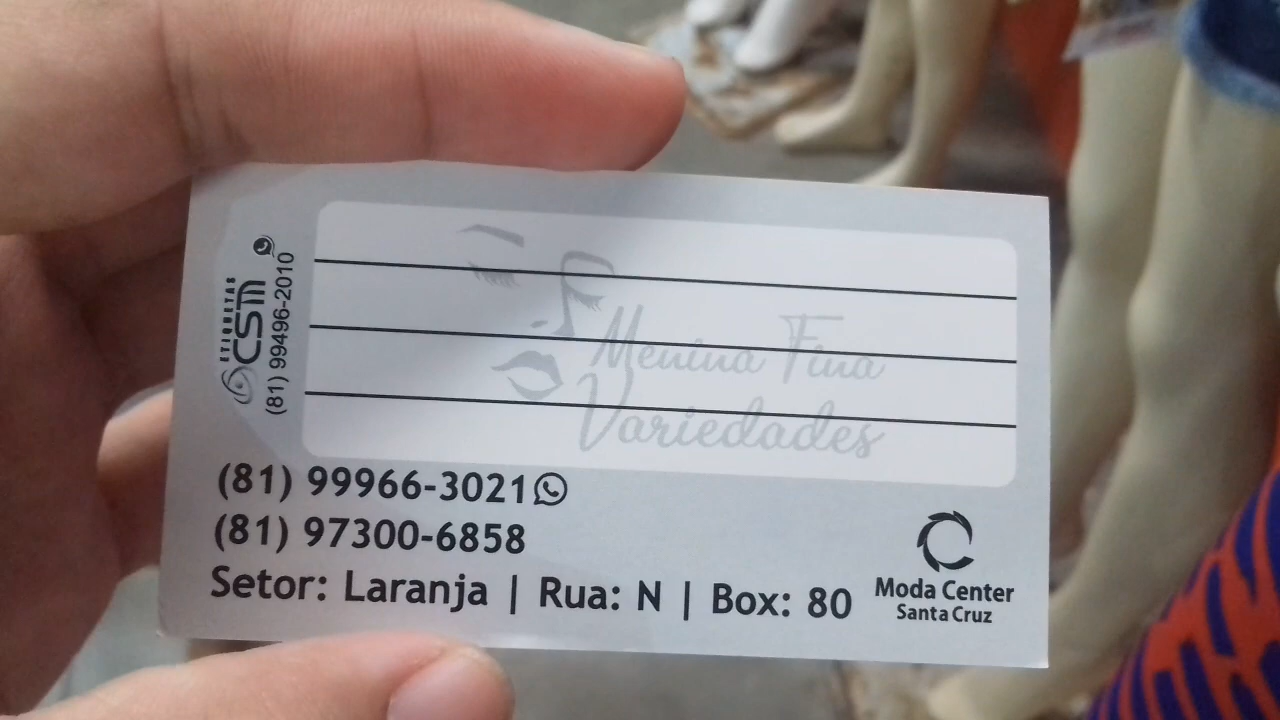 ETIQUETAS
CSM
(81) 99496-2010
Menina Fina
Variedades
(81) 99966-3021
(81) 97300-6858
Setor: Laranja | Rua: N | Box: 80
Moda Center
Santa Cruz